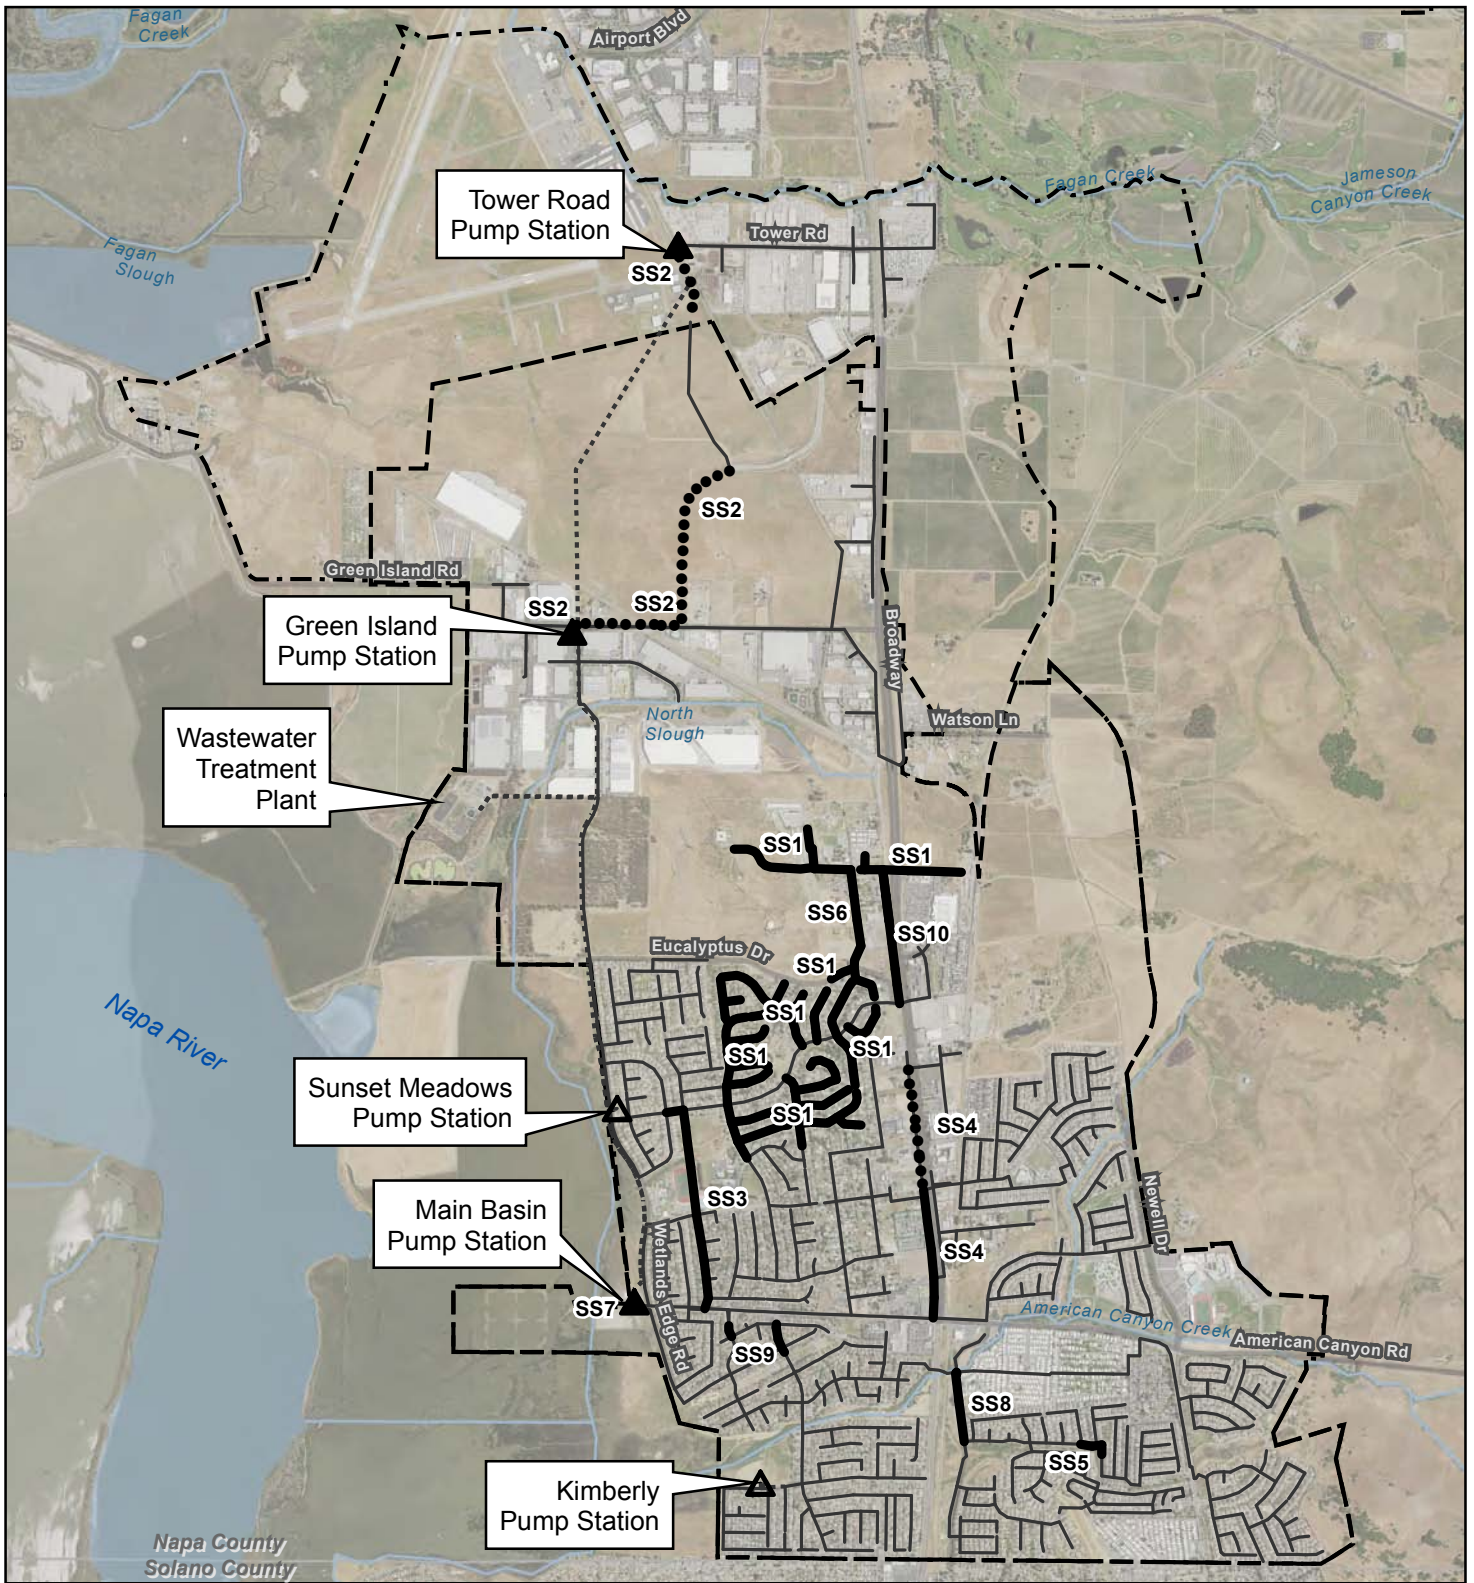 Fagan
Creek
Airport Blvd
Fagan Creek
Jameson
Canyon Creek
Tower Road
Pump Station
Tower Rd
Fagan
Slough
SS2
SS2
Green Island Rd
SS2
SS2
Green Island
Pump Station
Broadway
North
Slough
Watson Ln
Wastewater
Treatment
Plant
SS1
SS1
SS6
SS10
Eucalyptus Dr
SS1
SS1
SS1
SS1
Napa River
Sunset Meadows
Pump Station
SS1
SS4
SS3
Newell Dr
Main Basin
Pump Station
Wetlands Edge Rd
SS4
SS7
American Canyon Creek
American Canyon Rd
SS9
SS8
SS5
Kimberly
Pump Station
Napa County
Solano County